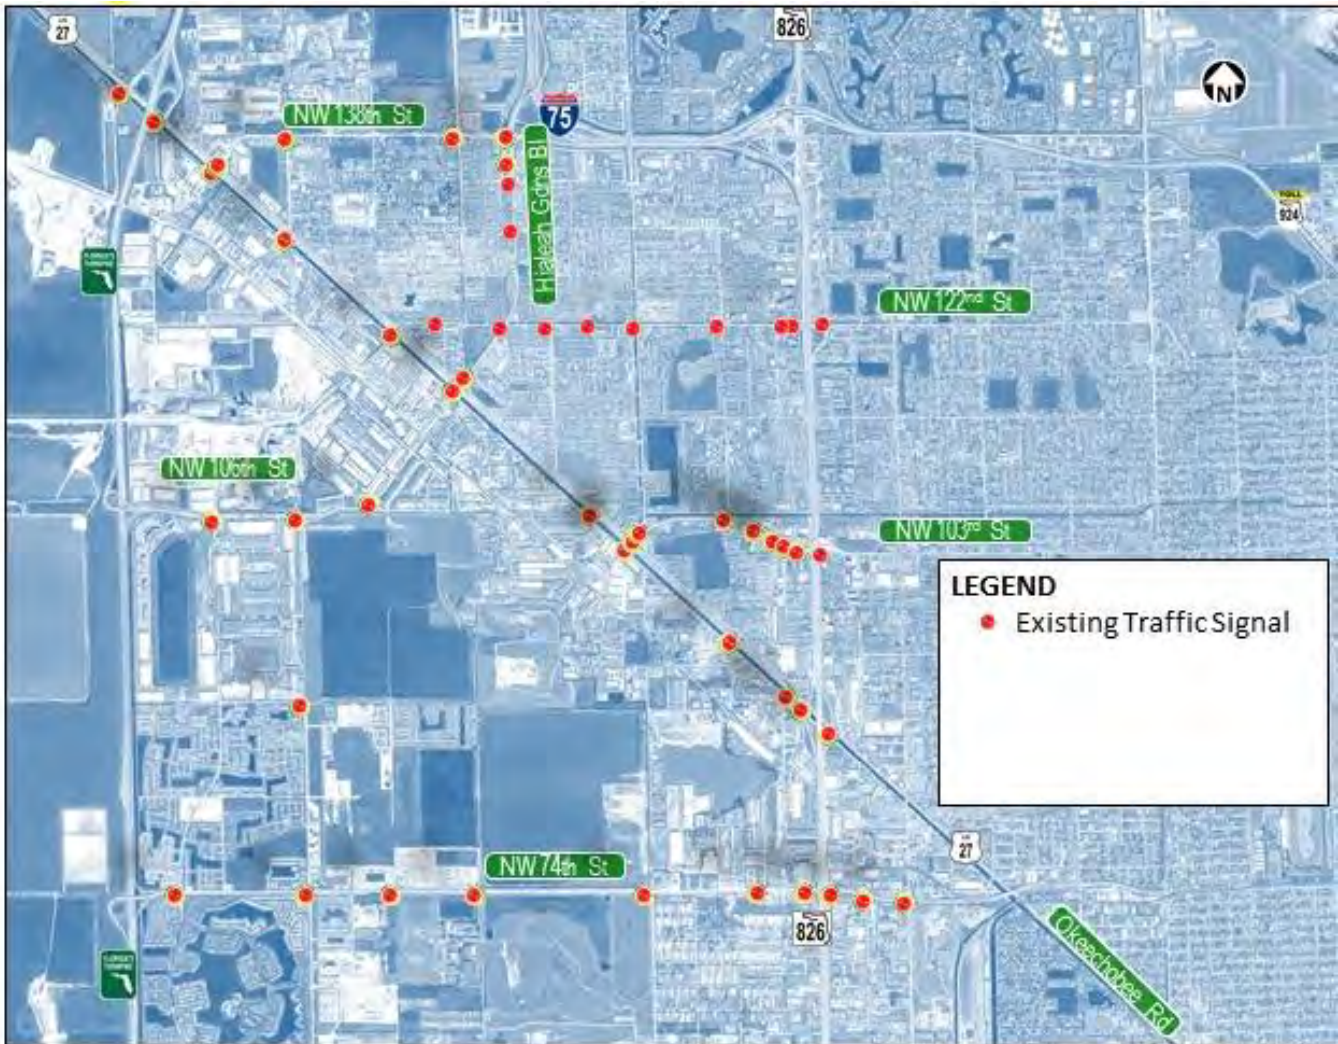 27
826
N
NW 138th St
75
Hialeah Gdns Bl
TOLL
924
NW 122nd St
NW 106th St
NW 103rd St
LEGEND
Existing Traffic Signal
NW 74th St
27
826
Okeechobee Rd